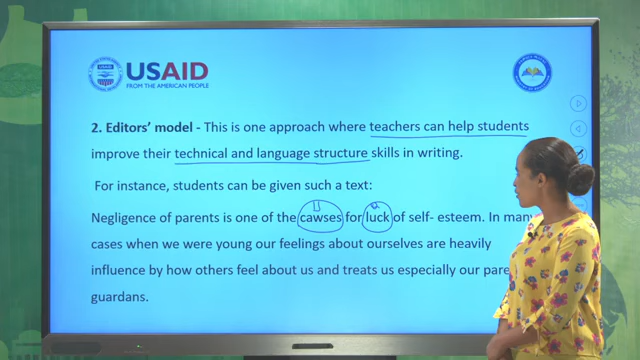 USAID
FROM THE AMERICAN PEOPLE
2. Editors' model - This is one approach where teachers can help students
improve their technical and language structure skills in writing.
For instance, students can be given such a text:
Negligence of parents is one of the cawses for luck of self- esteem. In many
cases when we were young our feelings about ourselves are heavily
influence by how others feel about us and treats us especially our
guardans.